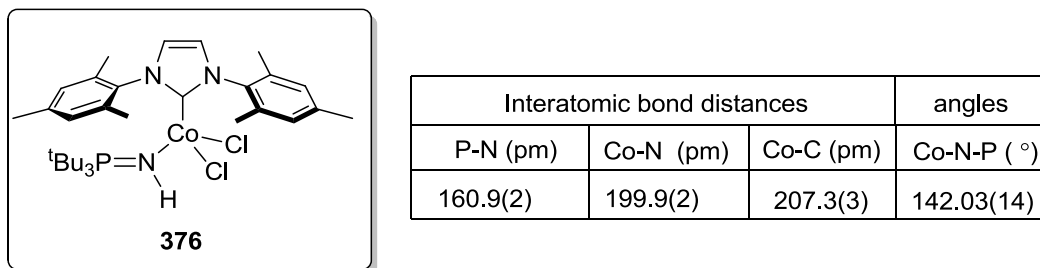 N N
Co Cl
Cl
ᵗBu₃P=N
H
376
Interatomic bond distances angles
P-N (pm) Co-N (pm) Co-C (pm) Co-N-P ( °)
160.9(2) 199.9(2) 207.3(3) 142.03(14)